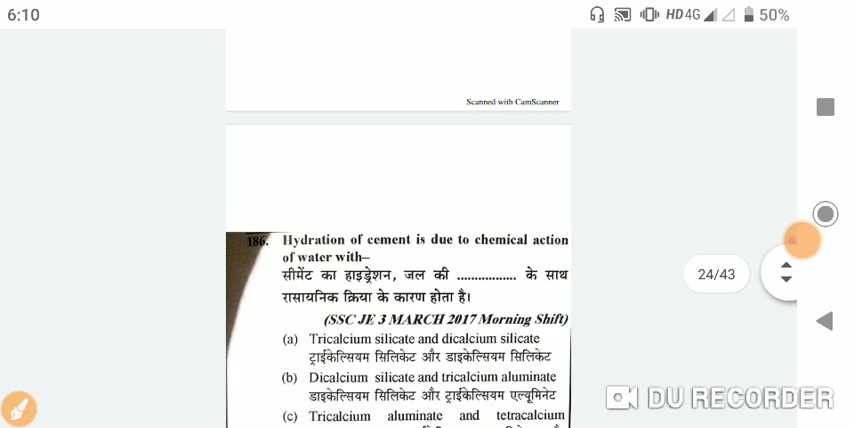 6:10
HD 4G 50%
Scanned with CamScanner
186. Hydration of cement is due to chemical action
of water with–
सीमेंट का हाइड्रेशन, जल की ................ के साथ
रासायनिक क्रिया के कारण होता है।
(SSC JE 3 MARCH 2017 Morning Shift)
24/43
(a) Tricalcium silicate and dicalcium silicate
ट्राईकेल्सियम सिलिकेट और डाइकेल्सियम सिलिकेट
(b) Dicalcium silicate and tricalcium aluminate
डाइकेल्सियम सिलिकेट और ट्राईकेल्सियम एल्यूमिनेट
DU RECORDER
(c) Tricalcium aluminate and tetracalcium